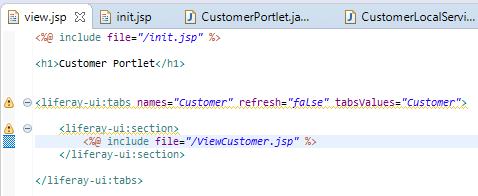 view.jsp init.jsp CustomerPortlet.ja... CustomerLocalServi...
<%@ include file="/init.jsp" %>
<h1>Customer Portlet</h1>
<liferay-ui:tabs names="Customer" refresh="false" tabsValues="Customer">
<liferay-ui:section>
<%@ include file="/ViewCustomer.jsp" %>
</liferay-ui:section>
</liferay-ui:tabs>